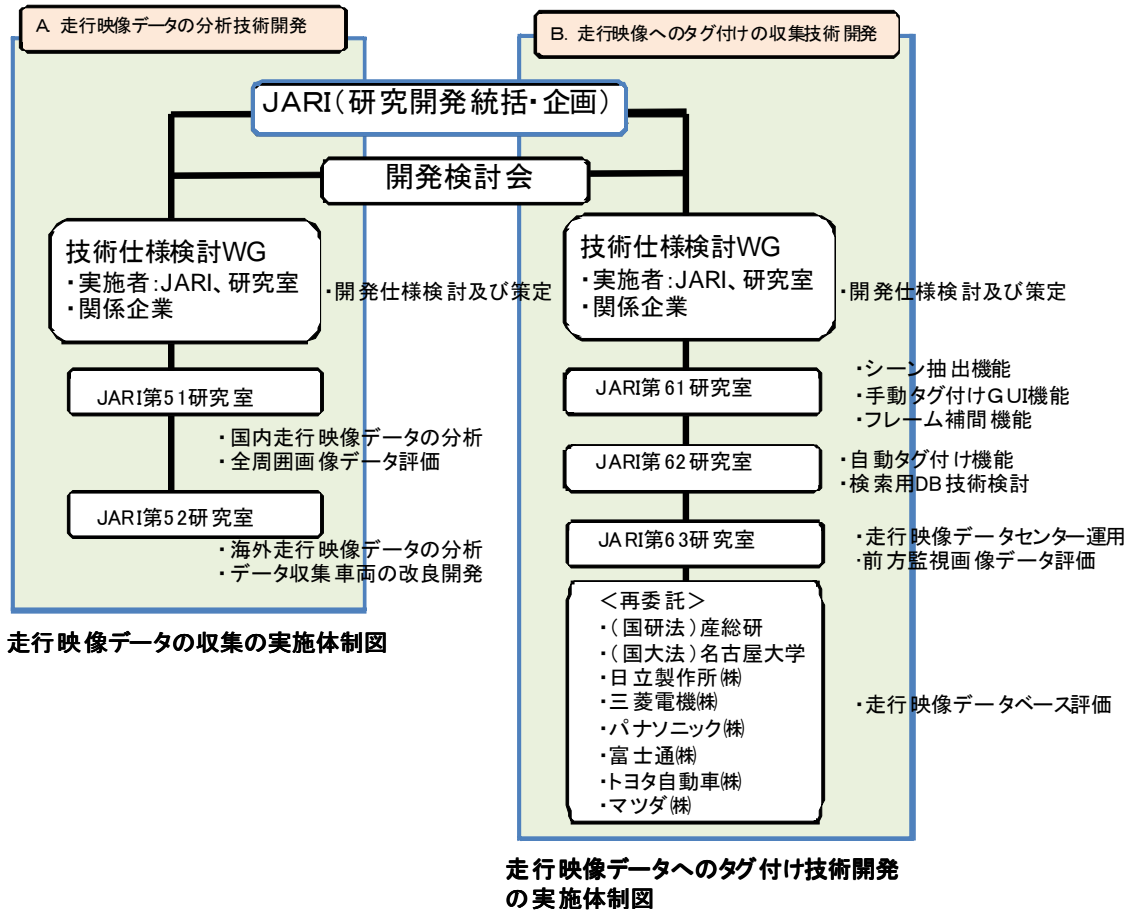 A. 走行映像データの分析技術開発
B. 走行映像へのタグ付けの収集技術開発
JARI(研究開発統括・企画)
開発検討会
技術仕様検討WG
・実施者:JARI、研究室
・関係企業
・開発仕様検討及び策定
JARI第51研究室
・国内走行映像データの分析
・全周囲画像データ評価
JARI第52研究室
・海外走行映像データの分析
・データ収集車両の改良開発
走行映像データの収集の実施体制図
技術仕様検討WG
・実施者:JARI、研究室
・関係企業
・開発仕様検討及び策定
JARI第61研究室
・シーン抽出機能
・手動タグ付けGUI機能
・フレーム補間機能
JARI第62研究室
・自動タグ付け機能
・検索用DB技術検討
JARI第63研究室
・走行映像データセンター運用
・前方監視画像データ評価
<再委託>
・(国研法)産総研
・(国大法)名古屋大学
・日立製作所㈱
・三菱電機㈱
・パナソニック㈱
・富士通㈱
・トヨタ自動車㈱
・マツダ㈱
・走行映像データベース評価
走行映像データへのタグ付け技術開発
の実施体制図